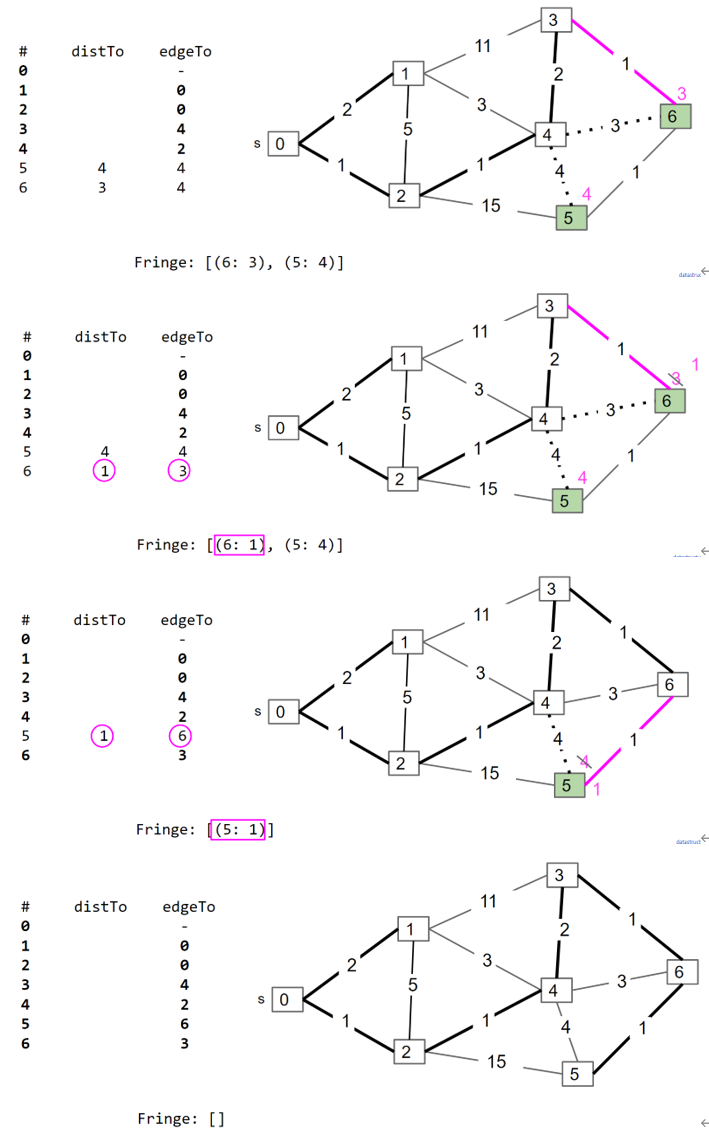 # distTo edgeTo
0 -
1 0
2 0
3 4
4 2
5 4 4
6 3 4
Fringe: [(6: 3), (5: 4)]
s 0 1 2 3 4 5 6
2 1 5 11 3 1 15 2 1 3 4 1
3
4
datastruc
# distTo edgeTo
0 -
1 0
2 0
3 4
4 2
5 4 4
6 1 3
Fringe: [(6: 1), (5: 4)]
s 0 1 2 3 4 5 6
2 1 5 11 3 1 15 2 1 3 4 1
3 1
4
# distTo edgeTo
0 -
1 0
2 0
3 4
4 2
5 1 6
6 3
Fringe: [(5: 1)]
s 0 1 2 3 4 5 6
2 1 5 11 3 1 15 2 1 3 4 1
4
1
datastruct
# distTo edgeTo
0 -
1 0
2 0
3 4
4 2
5 6
6 3
Fringe: []
s 0 1 2 3 4 5 6
2 1 5 11 3 1 15 2 1 3 4 1